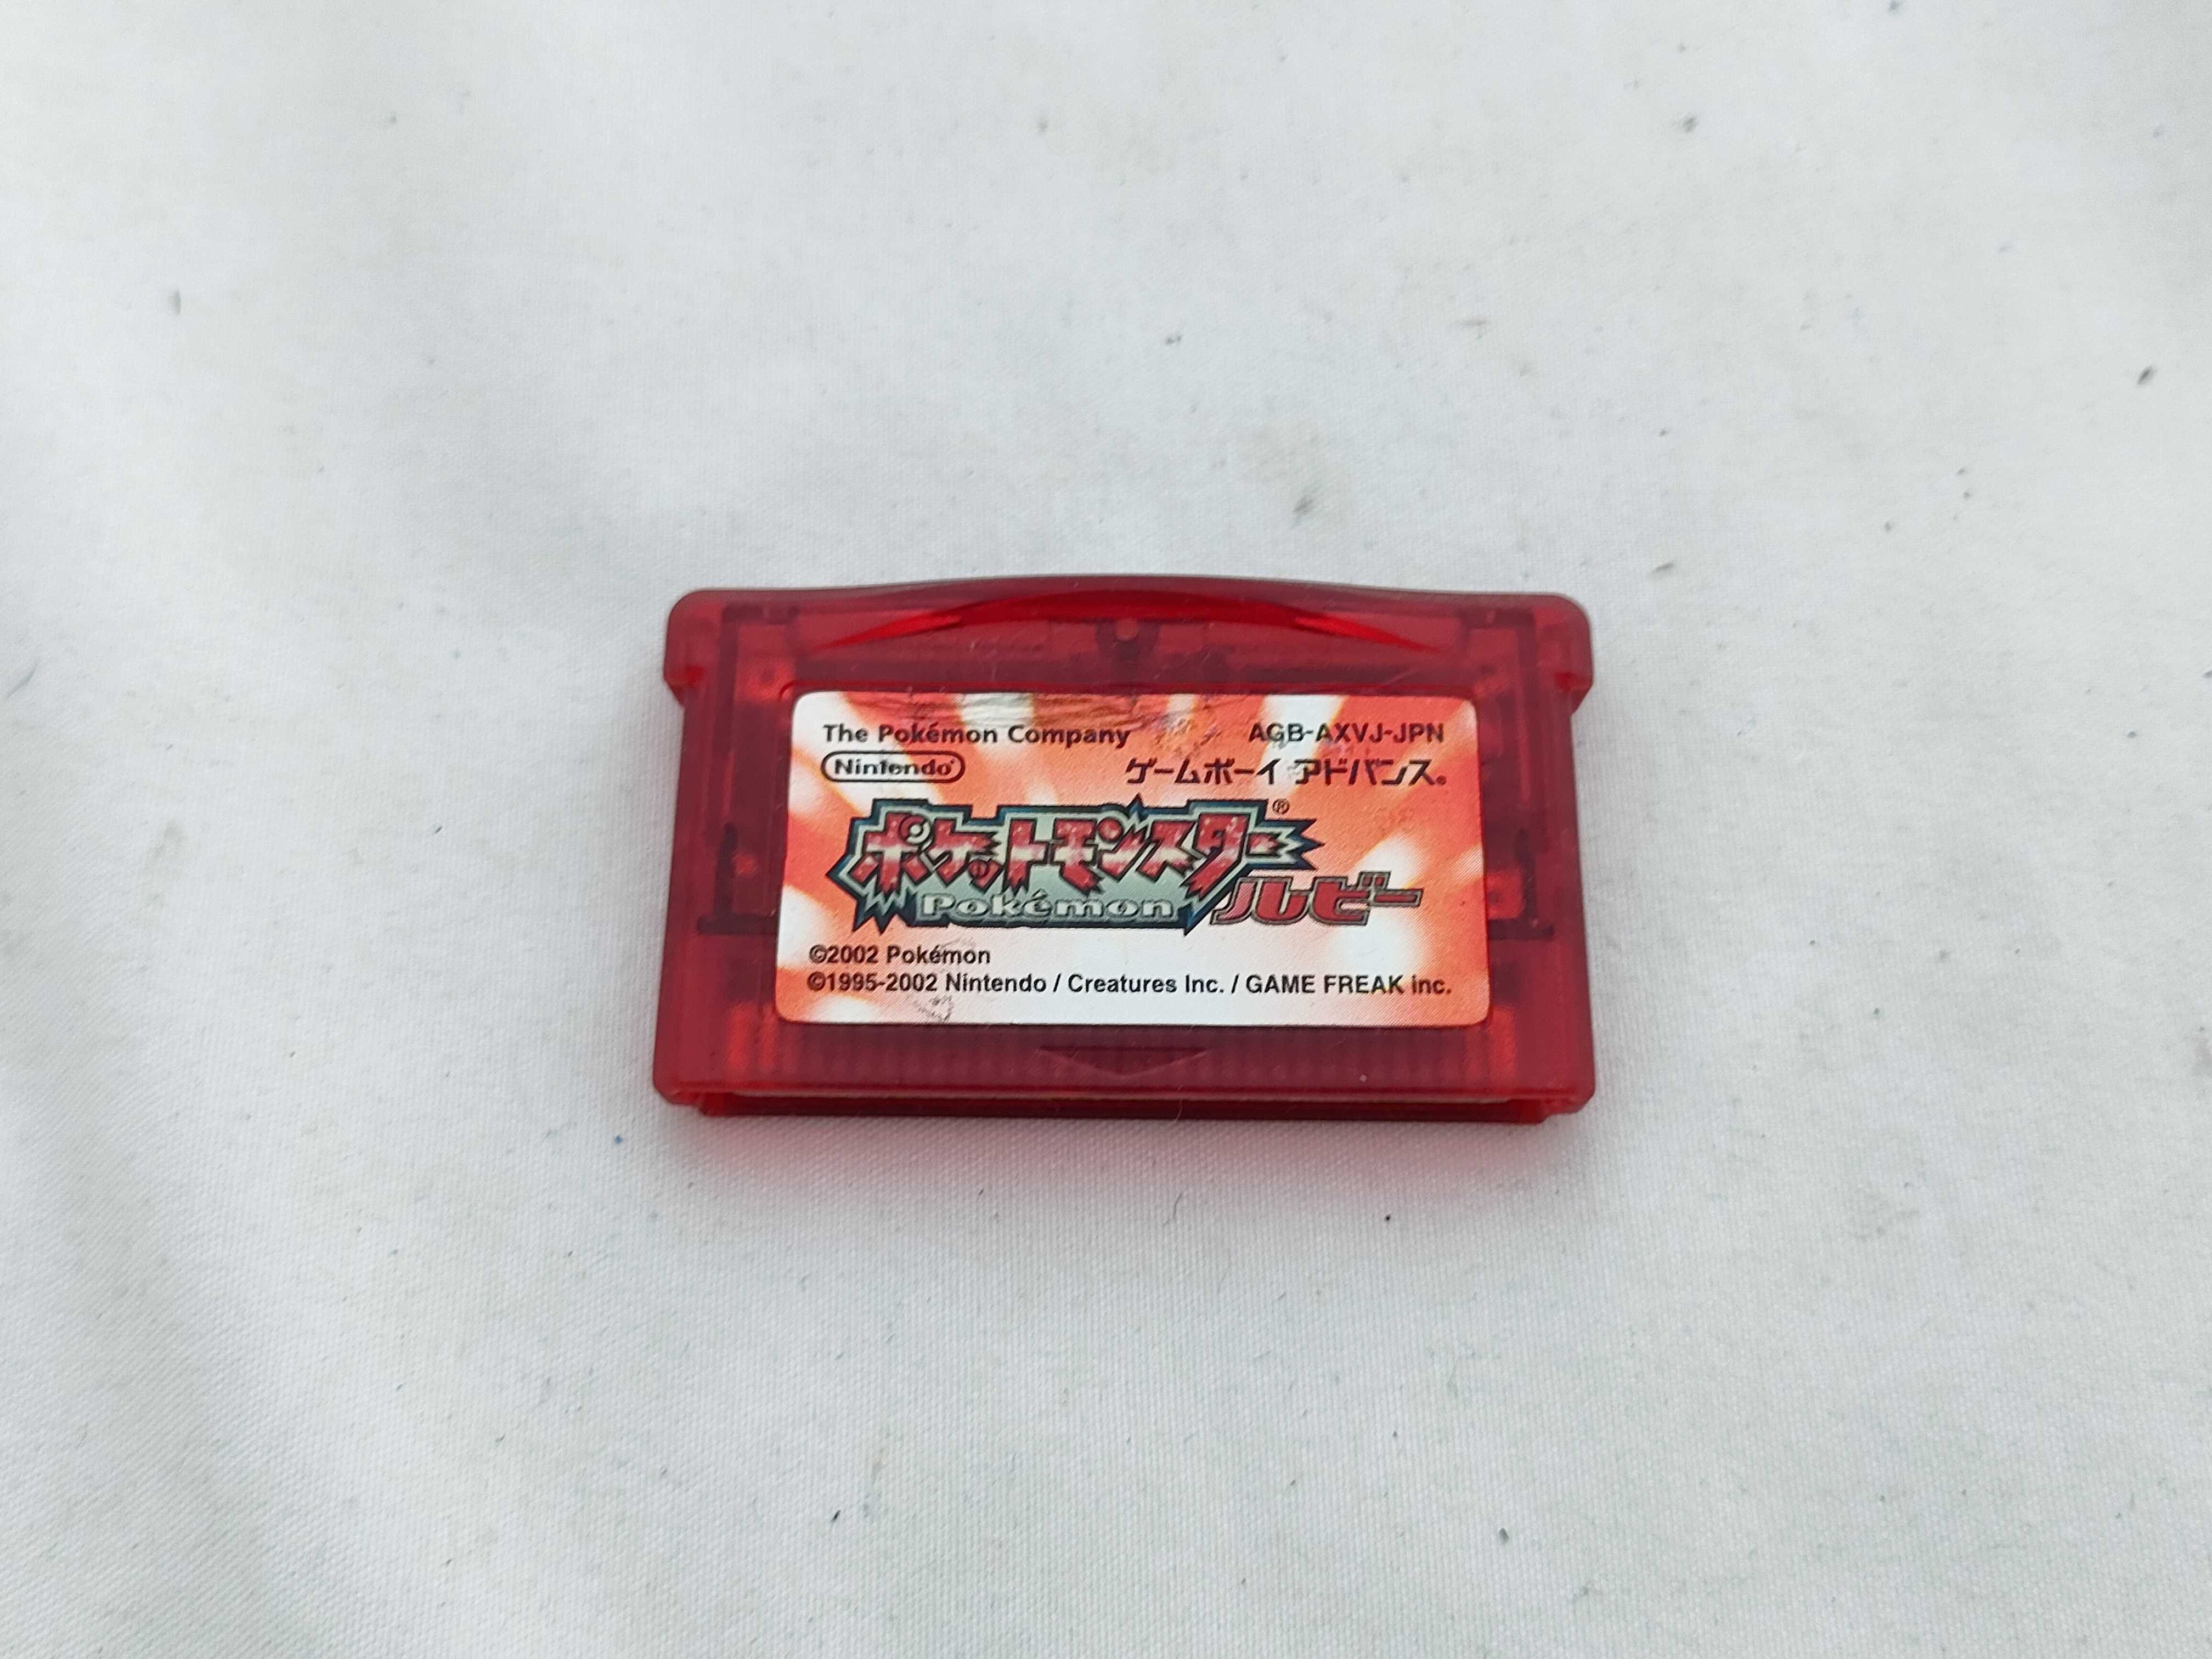 The Pokémon Company
AGB-AXVJ-JPN
Nintendo®
ゲームボーイ アドバンス®
ポケットモンスター®
Pokémon
ルビー
©2002 Pokémon
©1995-2002 Nintendo / Creatures Inc. / GAME FREAK inc.